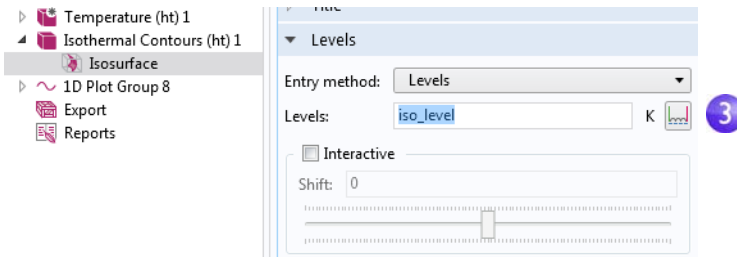 Temperature (ht) 1
Isothermal Contours (ht) 1
Isosurface
1D Plot Group 8
Export
Reports
Title
Levels
Entry method: Levels
Levels: iso_level K 3
Interactive
Shift: 0